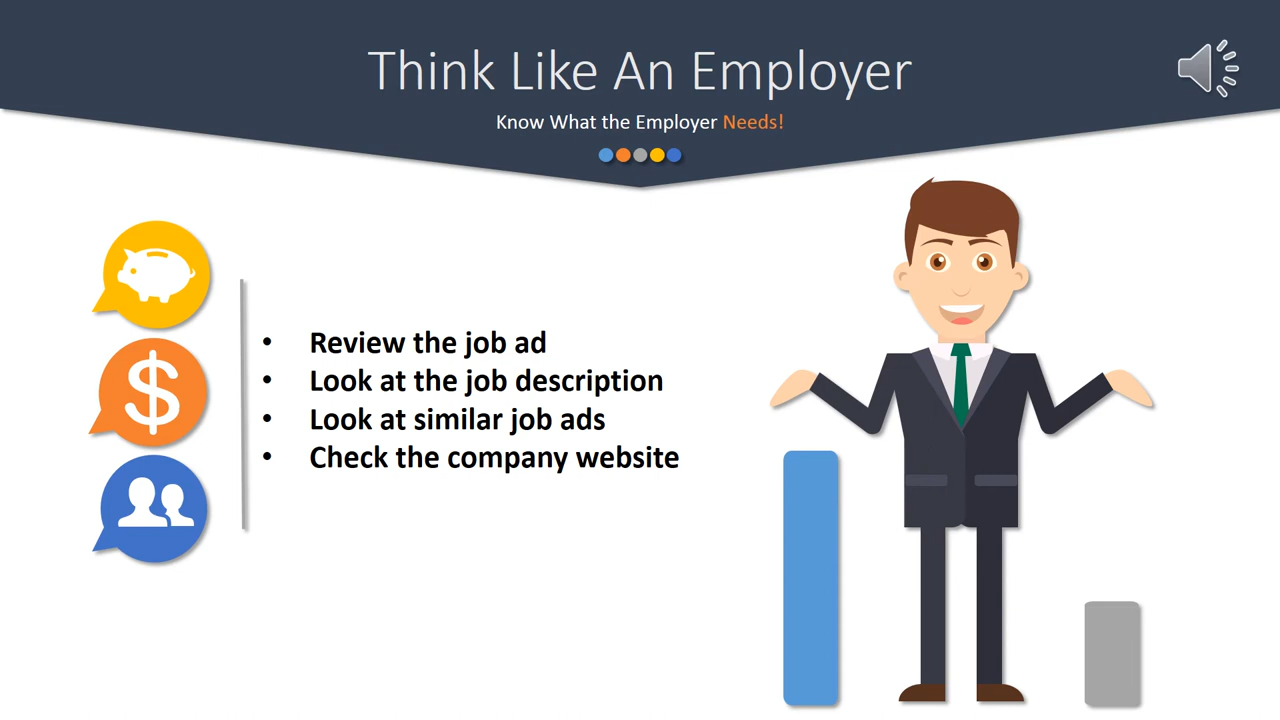 Think Like An Employer
Know What the Employer Needs!
• Review the job ad
• Look at the job description
• Look at similar job ads
• Check the company website
$